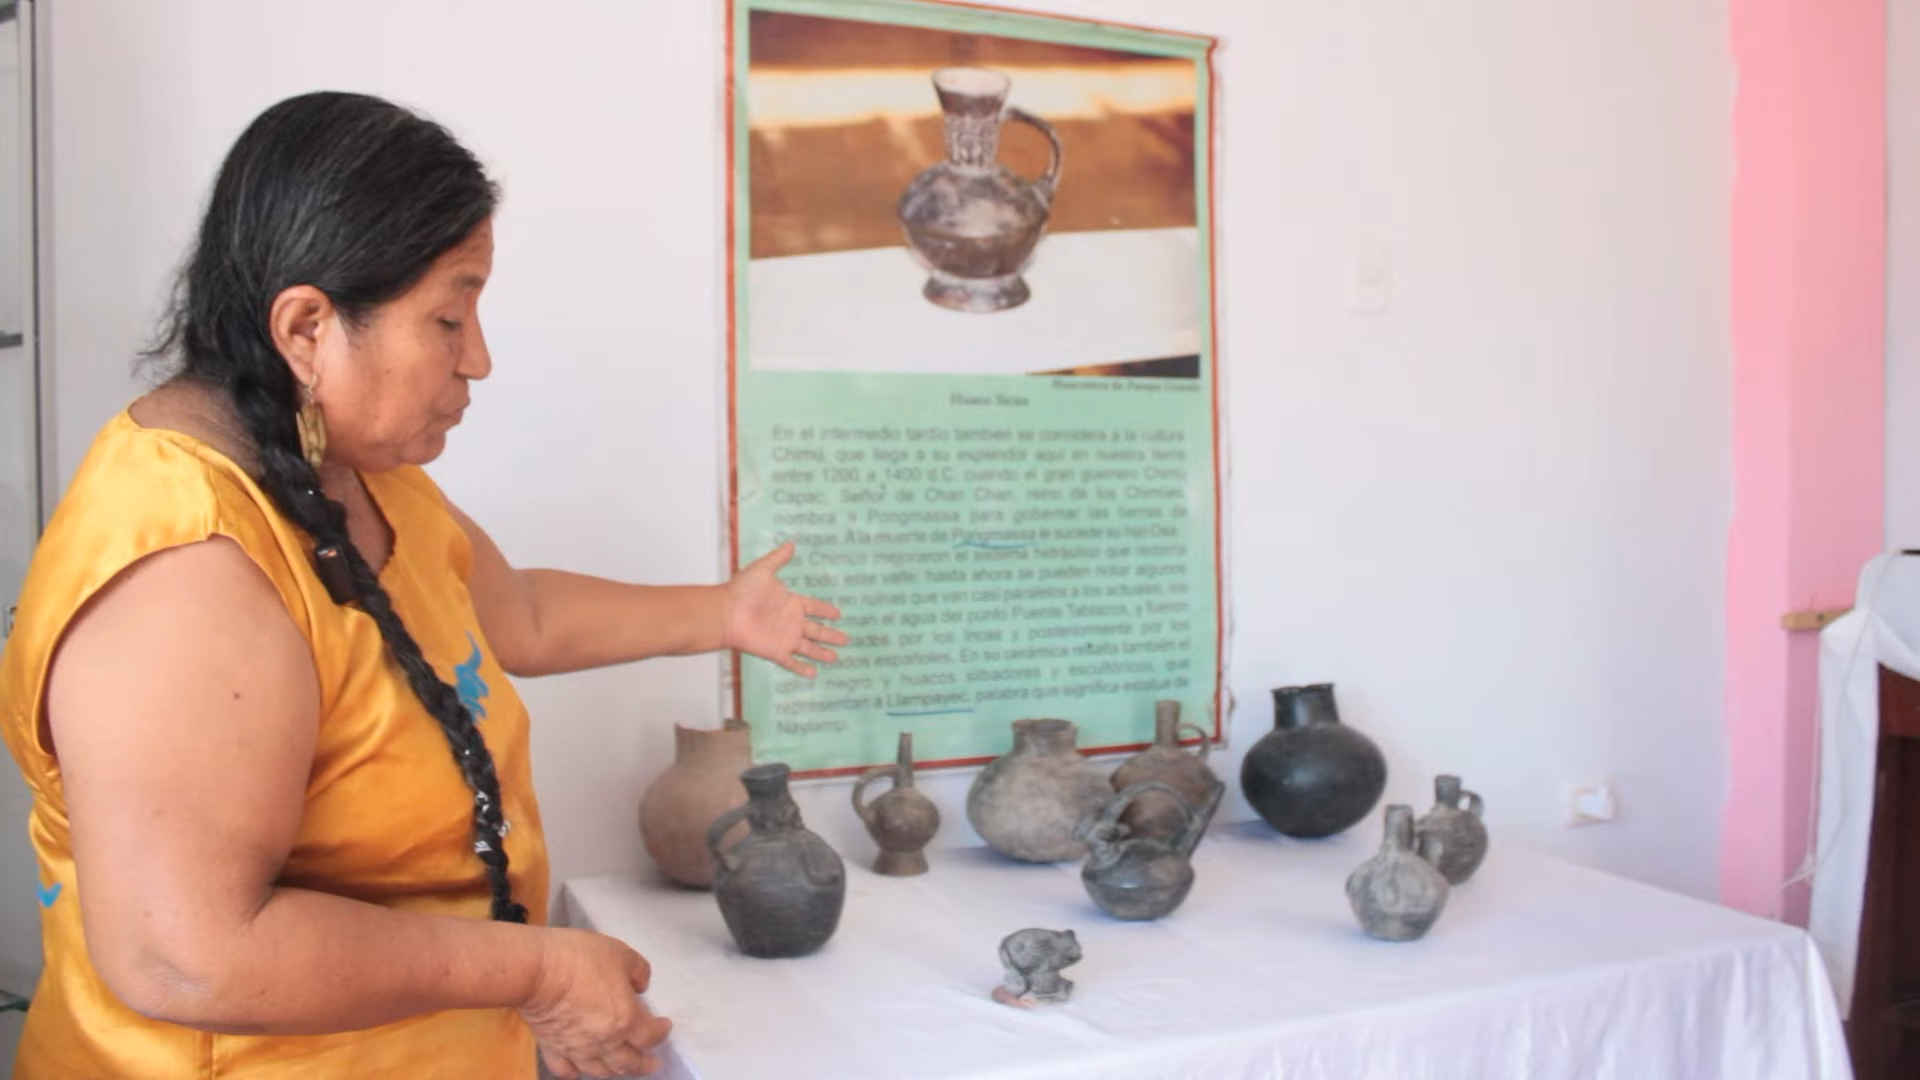 Huaco Sicán
En el intermedio tardío también se considera a la cultura
Chimú, que llega a su esplendor aquí en nuestra tierra
entre 1200 a 1400 d.C. cuando el gran guerrero Chimú
Capac, Señor de Chan Chan, reino de los Chimúes,
nombra a Pongmassa para gobernar las tierras de
Collique. A la muerte de Pongmassa le sucede su hijo Oxa.
Chimús mejoraron el sistema hidráulico que recorría
por todo este valle; hasta ahora se pueden notar algunos
en ruinas que van casi paralelos a los actuales, los
toman el agua del punto Puente Tablazos, y fueron
por los Incas y posteriormente por los
españoles. En su cerámica resalta también el
negro y huacos silbadores y escultóricos, que
representan a Llampayec, palabra que significa estatua de
Naylamp.